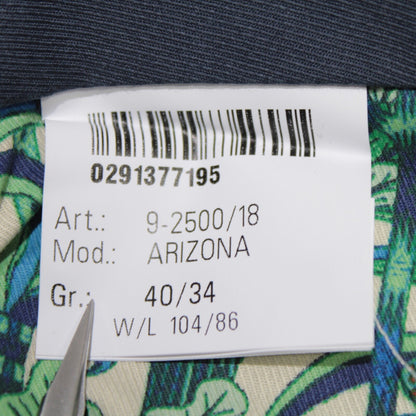 0291377195
Art.: 9-2500/18
Mod.: ARIZONA
Gr.: 40/34
W/L 104/86